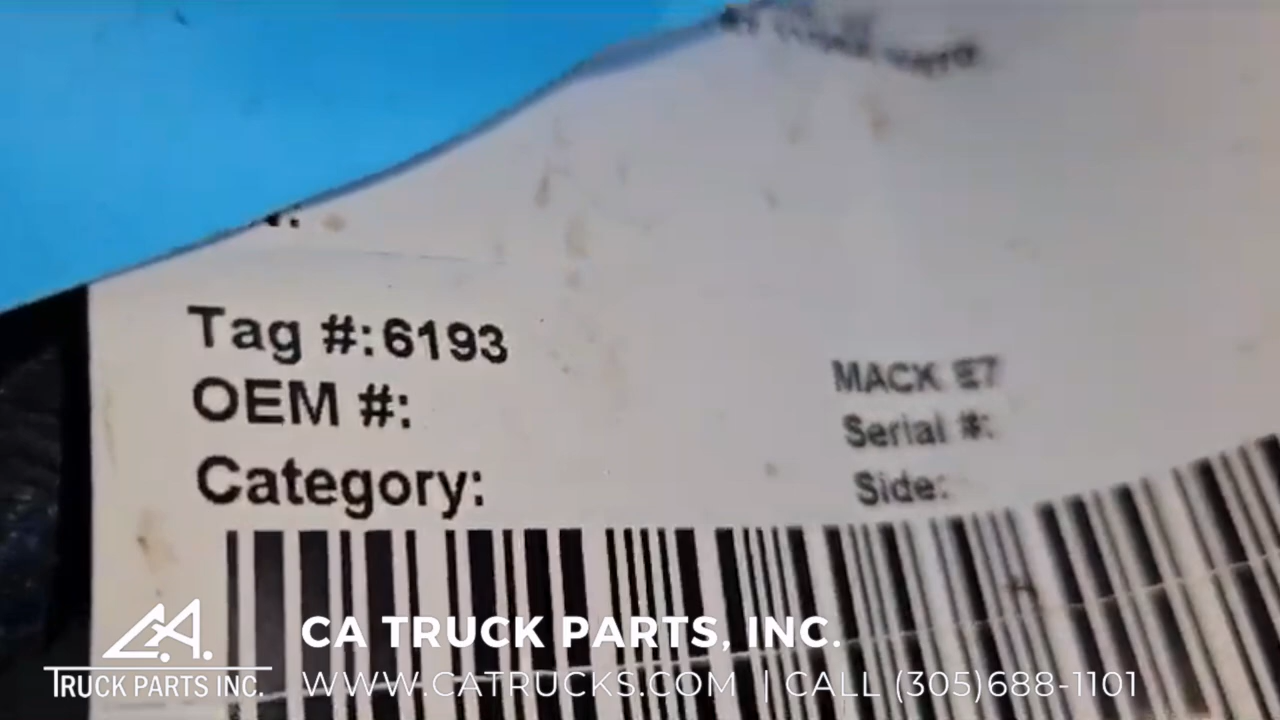 Tag #:6193
OEM #:
Category:
MACK E7
Serial #:
Side:
C.A.
TRUCK PARTS INC.
CA TRUCK PARTS, INC.
WWW.CATRUCKS.COM | CALL (305)688-1101